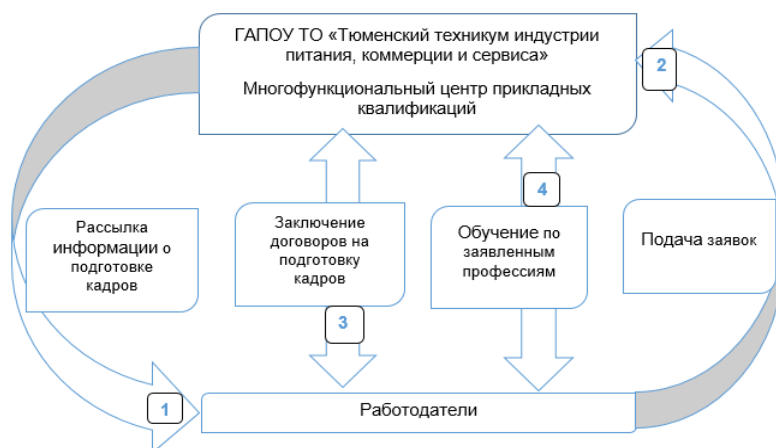 ГАПОУ ТО «Тюменский техникум индустрии
питания, коммерции и сервиса»
Многофункциональный центр прикладных
квалификаций
2
4
Рассылка
информации о
подготовке
кадров
Заключение
договоров на
подготовку
кадров
Обучение по
заявленным
профессиям
Подача заявок
3
1
Работодатели